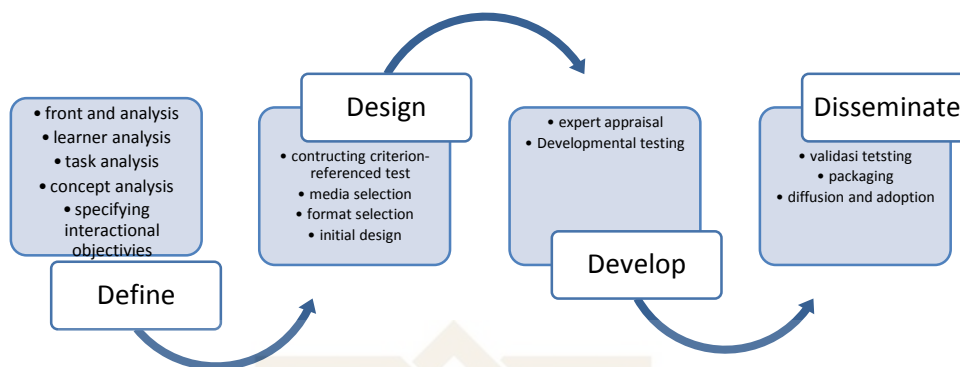 • front and analysis
• learner analysis
• task analysis
• concept analysis
• specifying
interactional
objectivies
Define
Design
• contructing criterion-
referenced test
• media selection
• format selection
• initial design
• expert appraisal
• Developmental testing
Develop
Disseminate
• validasi tetsting
• packaging
• diffusion and adoption